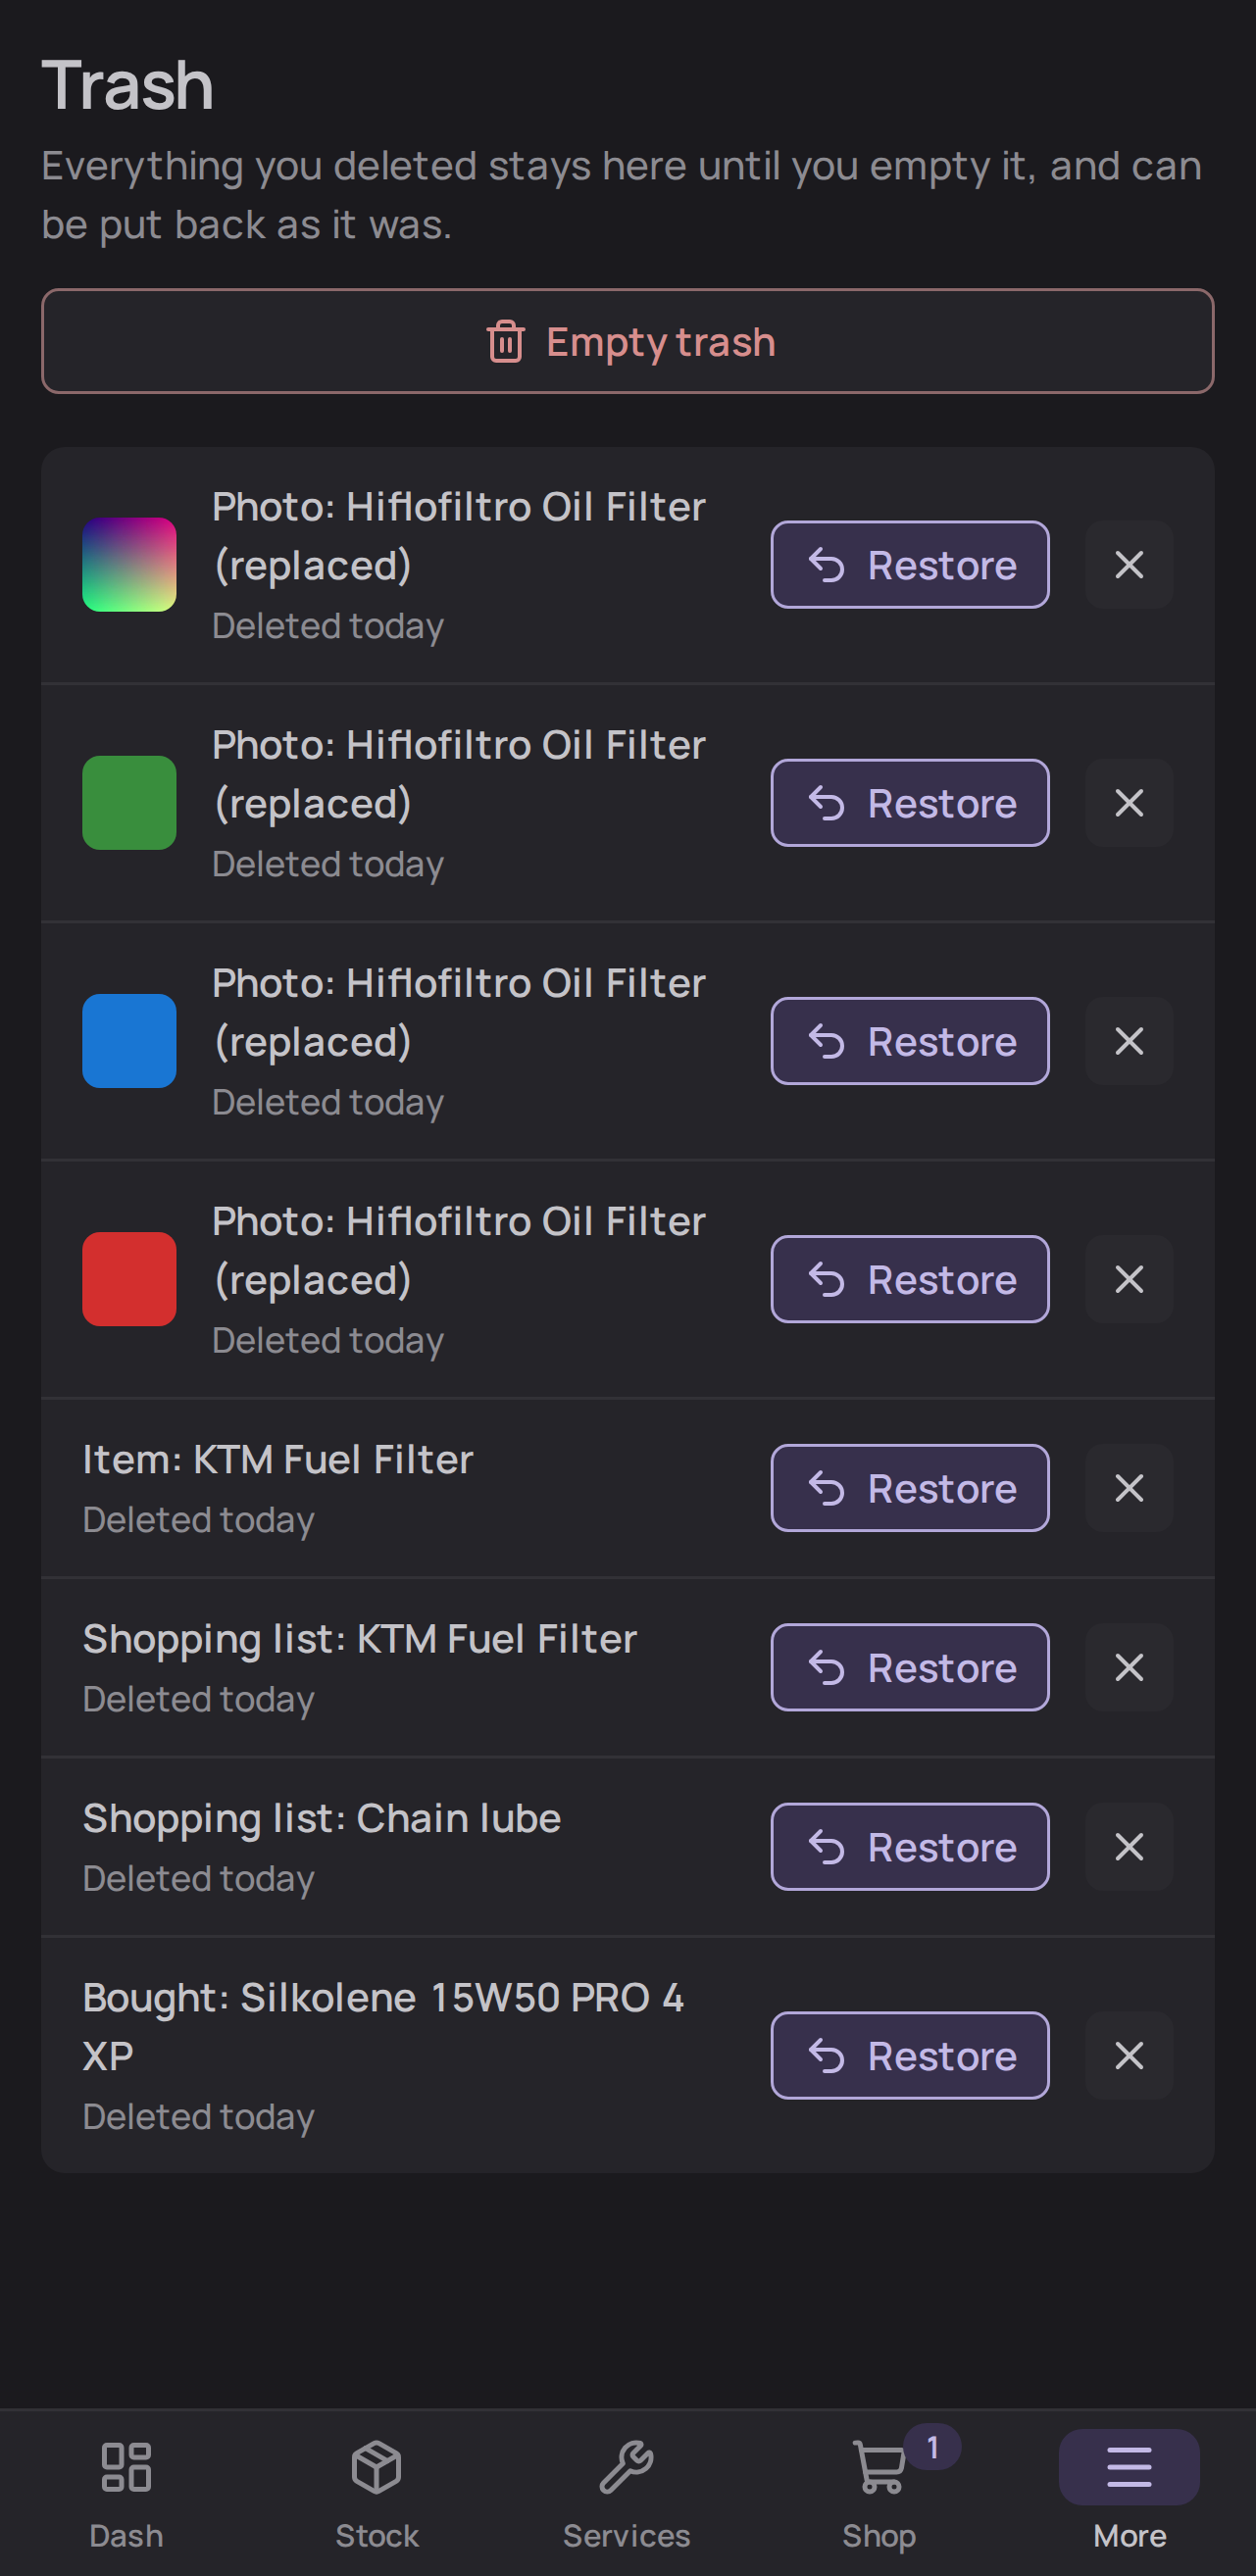 Trash
Everything you deleted stays here until you empty it, and can
be put back as it was.
Empty trash
Photo: Hiflofiltro Oil Filter
(replaced)
Deleted today
Restore
Photo: Hiflofiltro Oil Filter
(replaced)
Deleted today
Restore
Photo: Hiflofiltro Oil Filter
(replaced)
Deleted today
Restore
Photo: Hiflofiltro Oil Filter
(replaced)
Deleted today
Restore
Item: KTM Fuel Filter
Deleted today
Restore
Shopping list: KTM Fuel Filter
Deleted today
Restore
Shopping list: Chain lube
Deleted today
Restore
Bought: Silkolene 15W50 PRO 4
XP
Deleted today
Restore
1
Dash
Stock
Services
Shop
More